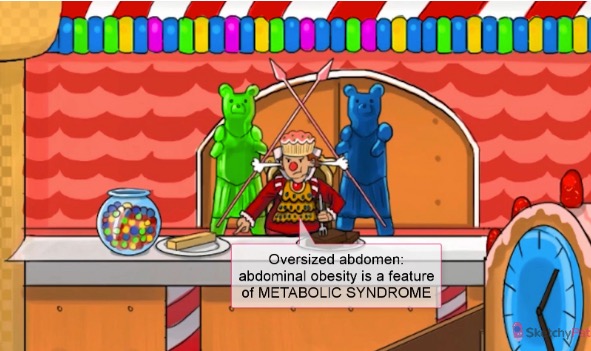 Oversized abdomen:
abdominal obesity is a feature
of METABOLIC SYNDROME